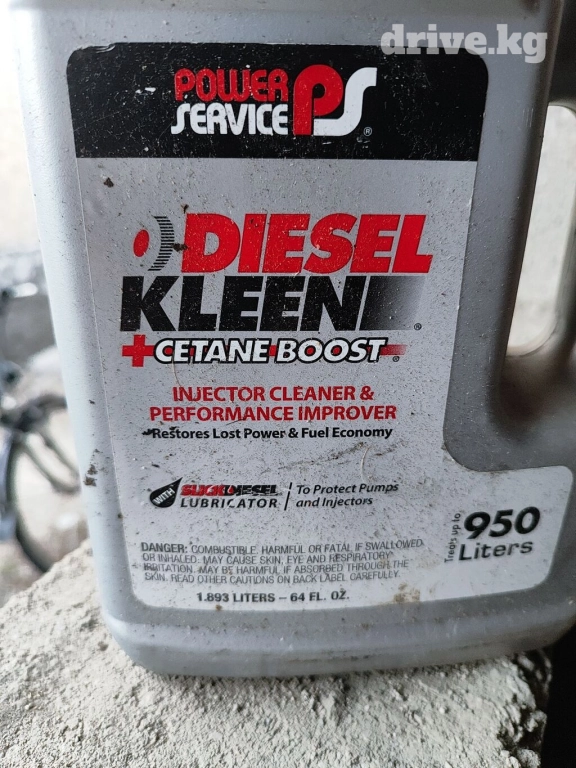 drive.kg
POWER
SERVICE
PS
®
DIESEL
KLEEN
®
+CETANE BOOST®
INJECTOR CLEANER &
PERFORMANCE IMPROVER
Restores Lost Power & Fuel Economy
WITH
SLICKDIESEL
LUBRICATOR
To Protect Pumps
and Injectors
Treats up to
950
Liters
DANGER: COMBUSTIBLE. HARMFUL OR FATAL IF SWALLOWED
OR INHALED. MAY CAUSE SKIN, EYE AND RESPIRATORY
IRRITATION. MAY BE HARMFUL IF ABSORBED THROUGH THE
SKIN. READ OTHER CAUTIONS ON BACK LABEL CAREFULLY.
1.893 LITERS – 64 FL. OZ.